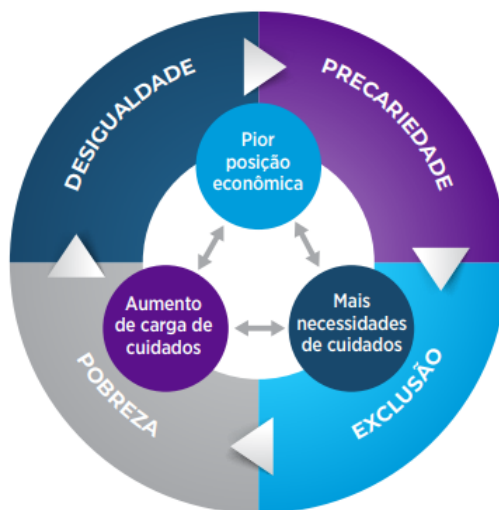 DESIGUALDADE
PRECARIEDADE
Pior
posição
econômica
Aumento
de carga de
cuidados
Mais
necessidades
de cuidados
POBREZA
EXCLUSÃO